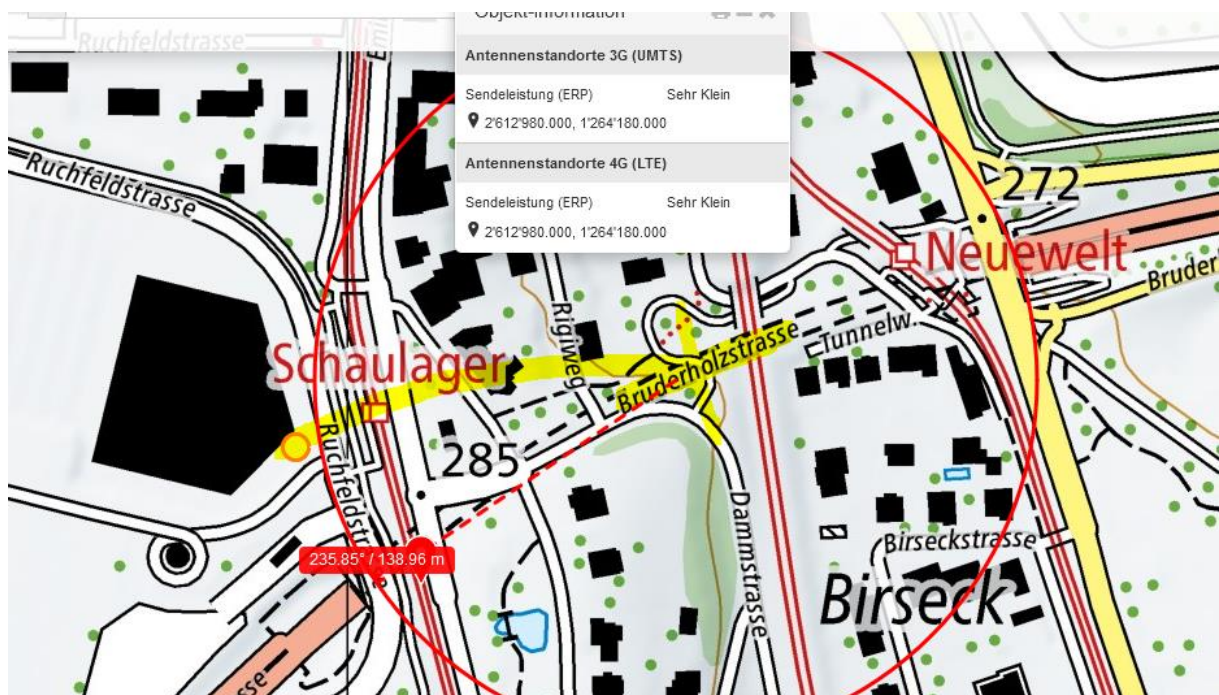 Objekt-Information
Ruchfeldstrasse
Antennenstandorte 3G (UMTS)
Sendeleistung (ERP) Sehr Klein
2'612'980.000, 1'264'180.000
Antennenstandorte 4G (LTE)
Sendeleistung (ERP) Sehr Klein
2'612'980.000, 1'264'180.000
Ruchfeldstrasse
272
Neuewelt
Rigiweg
Tunnelw.
Schaulager
Bruderholzstrasse
285
Dammstrasse
Birseckstrasse
235.85° / 138.96 m
Birseck